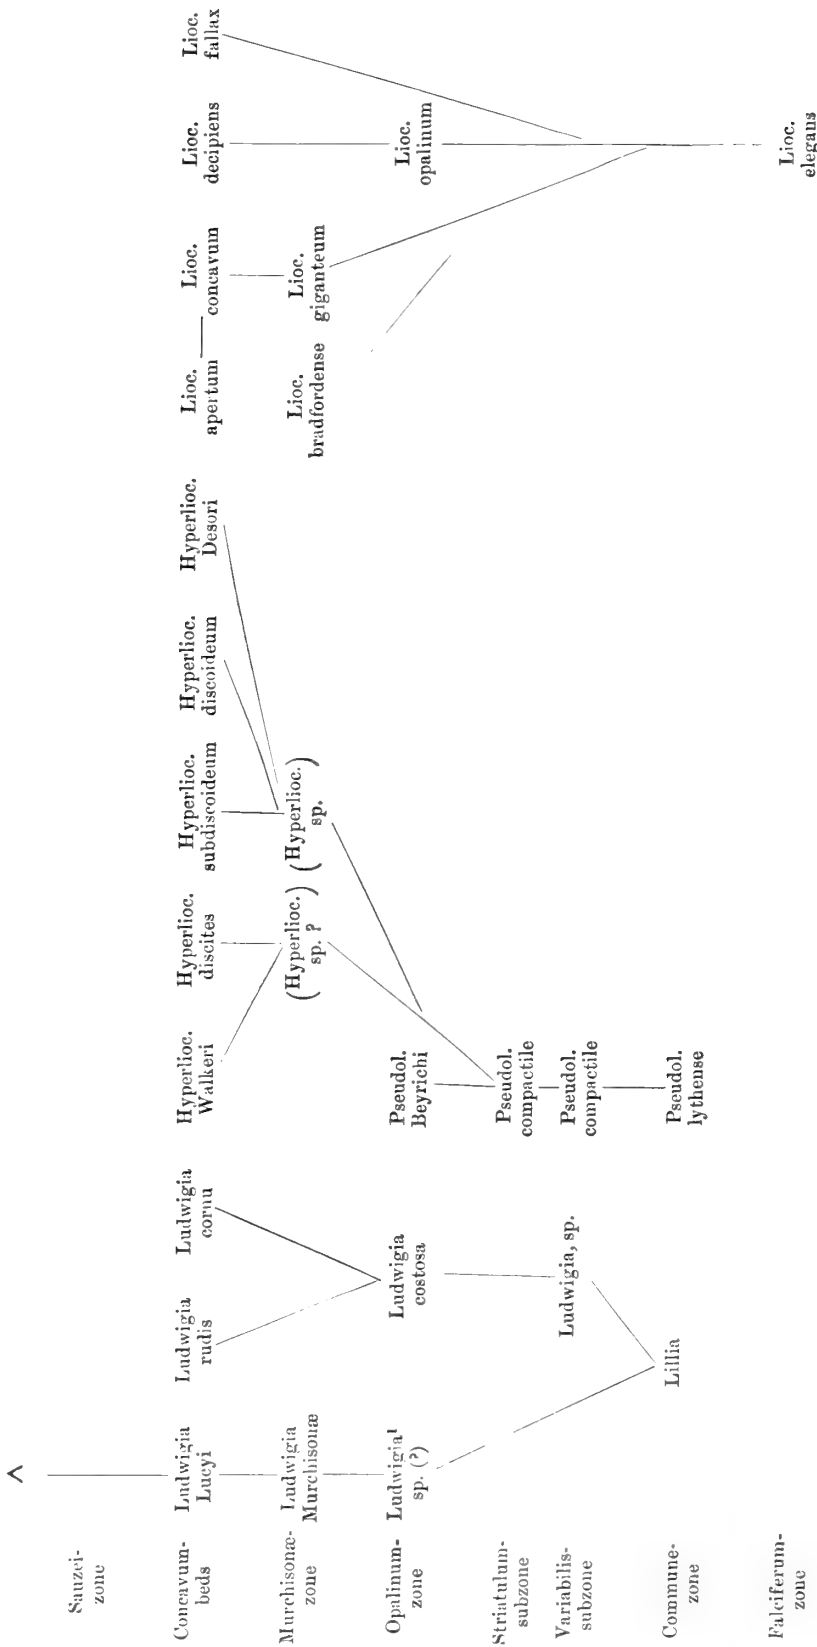 Sauzei-
zone
Concavum-
beds
Ludwigia
Lucyi
Ludwigia
rudis
Ludwigia
cornu
Hyperlioc.
Walkeri
Hyperlioc.
discites
Hyperlioc.
subdiscoideum
Hyperlioc.
discoideum
Hyperlioc.
Desori
Lioc.
apertum
Lioc.
concavum
Lioc.
decipiens
Lioc.
fallax
Murchisonæ-
zone
Ludwigia
Murchisonæ
(Hyperlioc.)
sp. ?
(Hyperlioc.)
sp.
Lioc.
bradfordense
Lioc.
giganteum
Opalinum-
zone
Ludwigia¹
sp. (?)
Ludwigia
costosa
Pseudol.
Beyrichi
Lioc.
opalinum
Striatulum-
subzone
Pseudol.
compactile
Variabilis-
subzone
Ludwigia, sp.
Pseudol.
compactile
Commune-
zone
Lillia
Pseudol.
lythense
Falciferum-
zone
Lioc.
elegans